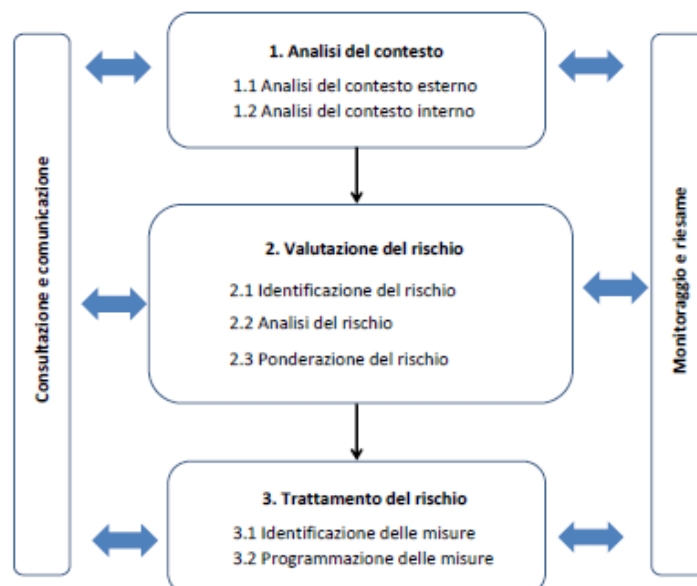 Consultazione e comunicazione
1. Analisi del contesto
1.1 Analisi del contesto esterno
1.2 Analisi del contesto interno
2. Valutazione del rischio
2.1 Identificazione del rischio
2.2 Analisi del rischio
2.3 Ponderazione del rischio
3. Trattamento del rischio
3.1 Identificazione delle misure
3.2 Programmazione delle misure
Monitoraggio e riesame